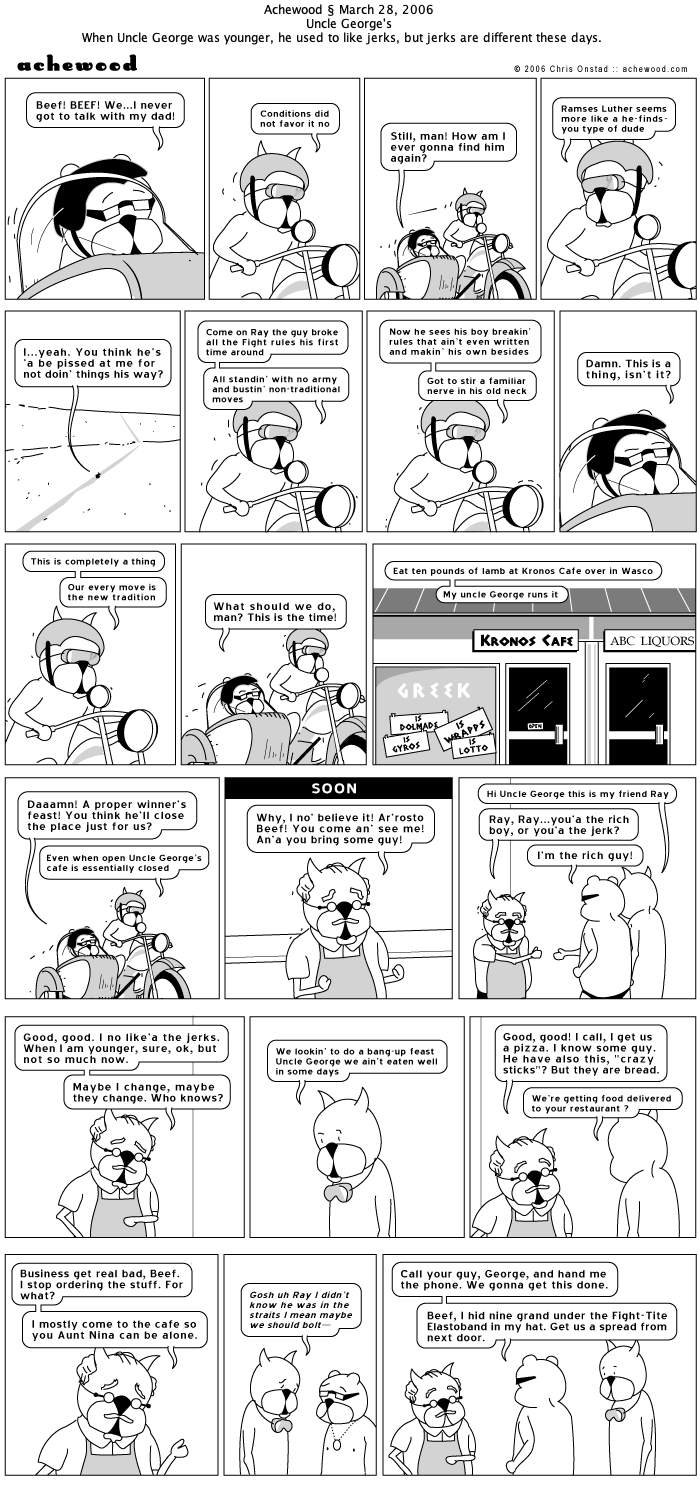 Achewood § March 28, 2006
Uncle George's
When Uncle George was younger, he used to like jerks, but jerks are different these days.
achewood
© 2006 Chris Onstad :: achewood.com
Beef! BEEF! We...I never
got to talk with my dad!
Conditions did
not favor it no
Still, man! How am I
ever gonna find him
again?
Ramses Luther seems
more like a he-finds-
you type of dude
I...yeah. You think he's
'a be pissed at me for
not doin' things his way?
Come on Ray the guy broke
all the Fight rules his first
time around
All standin' with no army
and bustin' non-traditional
moves
Now he sees his boy breakin'
rules that ain't even written
and makin' his own besides
Got to stir a familiar
nerve in his old neck
Damn. This is a
thing, isn't it?
This is completely a thing
Our every move is
the new tradition
What should we do,
man? This is the time!
Eat ten pounds of lamb at Kronos Cafe over in Wasco
My uncle George runs it
KRONOS CAFE
ABC LIQUORS
GREEK
IS
DOLMADS
IS
WRAPPS
IS
GYROS
IS
LOTTO
OPEN
Daaamn! A proper winner's
feast! You think he'll close
the place just for us?
Even when open Uncle George's
cafe is essentially closed
SOON
Why, I no' believe it! Ar'rosto
Beef! You come an' see me!
An'a you bring some guy!
Hi Uncle George this is my friend Ray
Ray, Ray...you'a the rich
boy, or you'a the jerk?
I'm the rich guy!
Good, good. I no like'a the jerks.
When I am younger, sure, ok, but
not so much now.
Maybe I change, maybe
they change. Who knows?
We lookin' to do a bang-up feast
Uncle George we ain't eaten well
in some days
Good, good! I call, I get us
a pizza. I know some guy.
He have also this, "crazy
sticks"? But they are bread.
We're getting food delivered
to your restaurant ?
Business get real bad, Beef.
I stop ordering the stuff. For
what?
I mostly come to the cafe so
you Aunt Nina can be alone.
Gosh uh Ray I didn't
know he was in the
straits I mean maybe
we should bolt—
Call your guy, George, and hand me
the phone. We gonna get this done.
Beef, I hid nine grand under the Fight-Tite
Elastoband in my hat. Get us a spread from
next door.